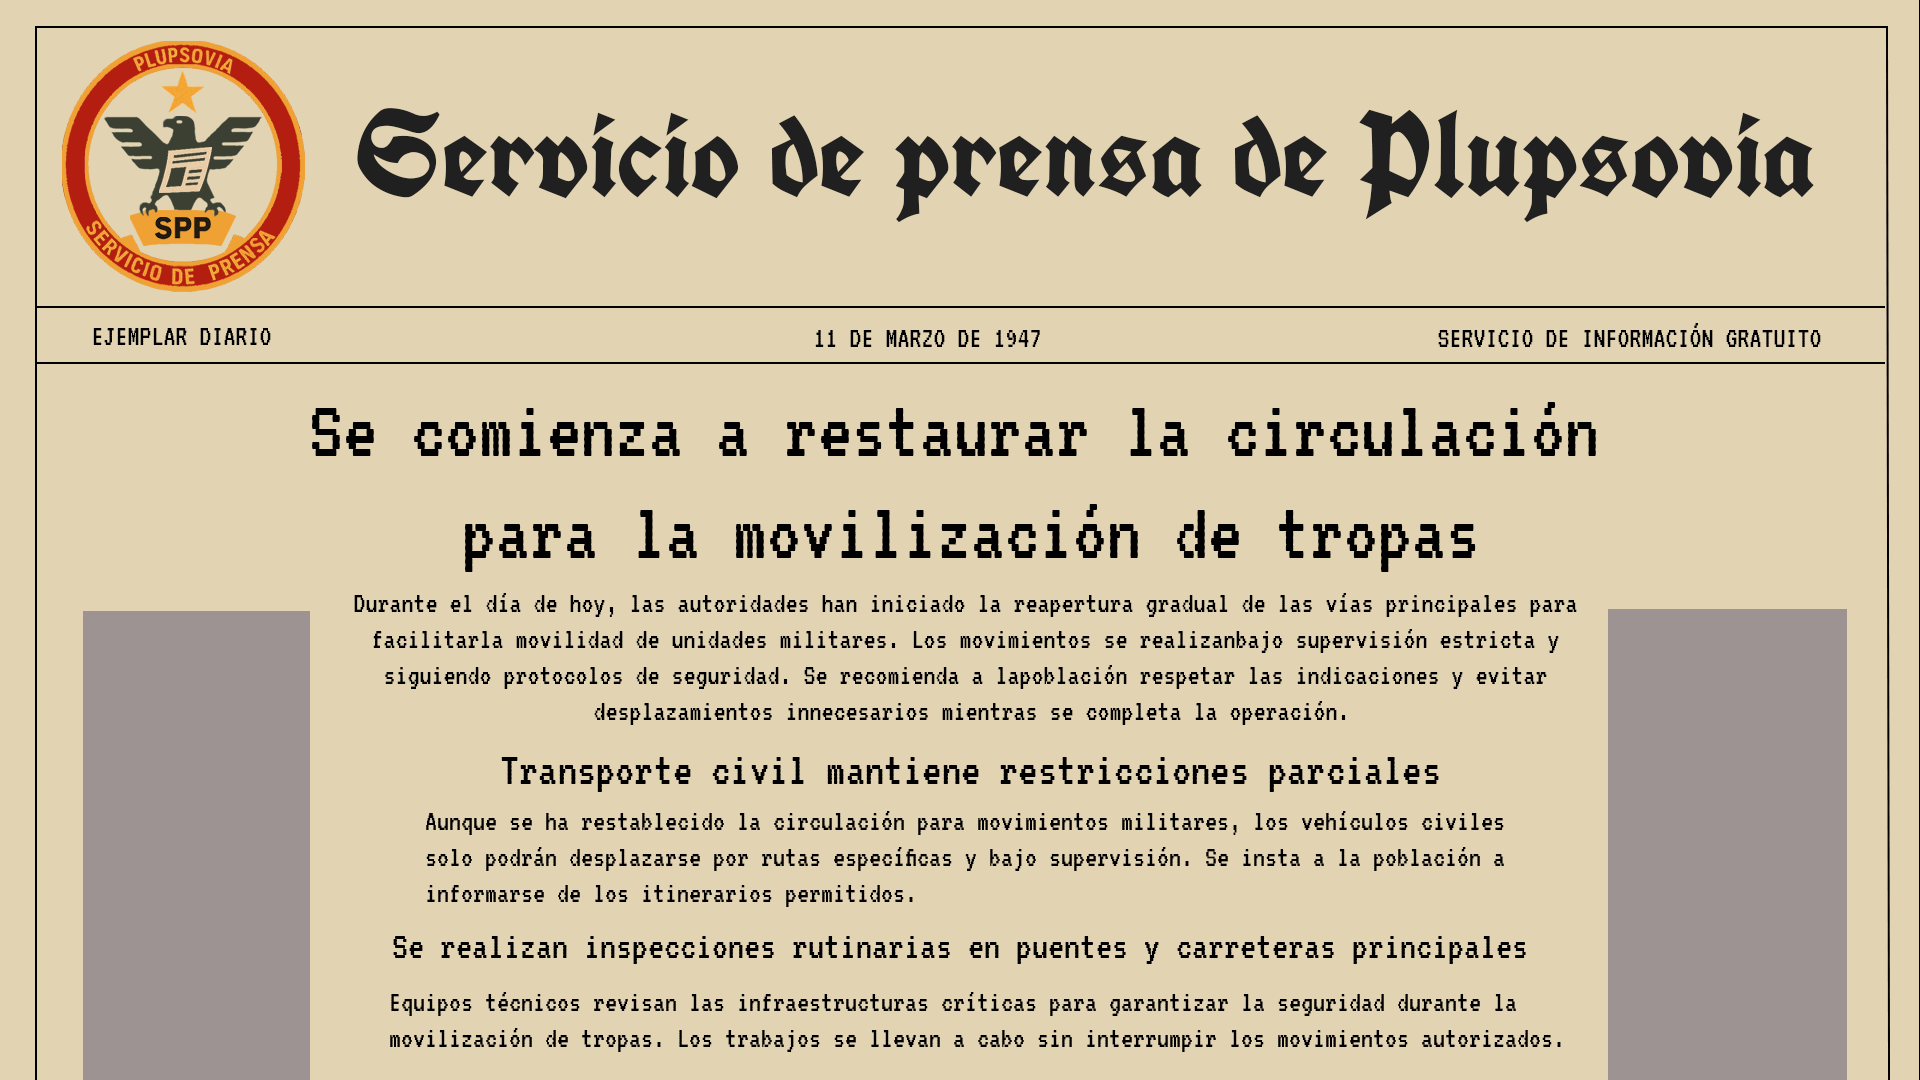 PLUPSOVIA
SPP
SERVICIO DE PRENSA
Servicio de prensa de Plupsovia
EJEMPLAR DIARIO
11 DE MARZO DE 1947
SERVICIO DE INFORMACIÓN GRATUITO
Se comienza a restaurar la circulación
para la movilización de tropas
Durante el día de hoy, las autoridades han iniciado la reapertura gradual de las vías principales para
facilitarla movilidad de unidades militares. Los movimientos se realizanbajo supervisión estricta y
siguiendo protocolos de seguridad. Se recomienda a lapoblación respetar las indicaciones y evitar
desplazamientos innecesarios mientras se completa la operación.
Transporte civil mantiene restricciones parciales
Aunque se ha restablecido la circulación para movimientos militares, los vehículos civiles
solo podrán desplazarse por rutas específicas y bajo supervisión. Se insta a la población a
informarse de los itinerarios permitidos.
Se realizan inspecciones rutinarias en puentes y carreteras principales
Equipos técnicos revisan las infraestructuras críticas para garantizar la seguridad durante la
movilización de tropas. Los trabajos se llevan a cabo sin interrumpir los movimientos autorizados.